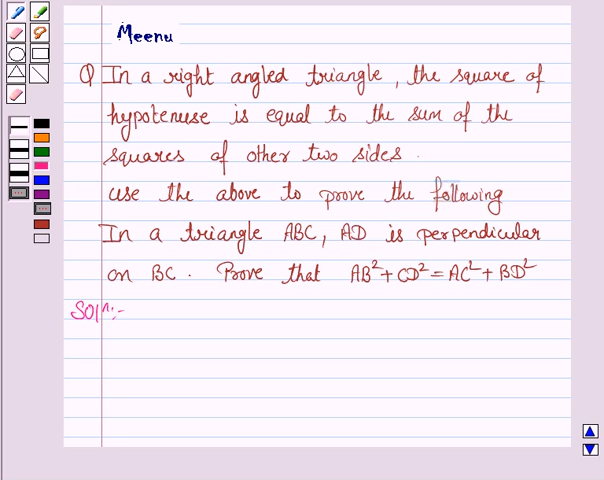 Meenu
Q In a right angled triangle, the square of
hypotenuse is equal to the sum of the
squares of other two sides.
use the above to prove the following
In a triangle ABC, AD is perpendicular
on BC. Prove that AB² + CD² = AC² + BD²
Solⁿ:-